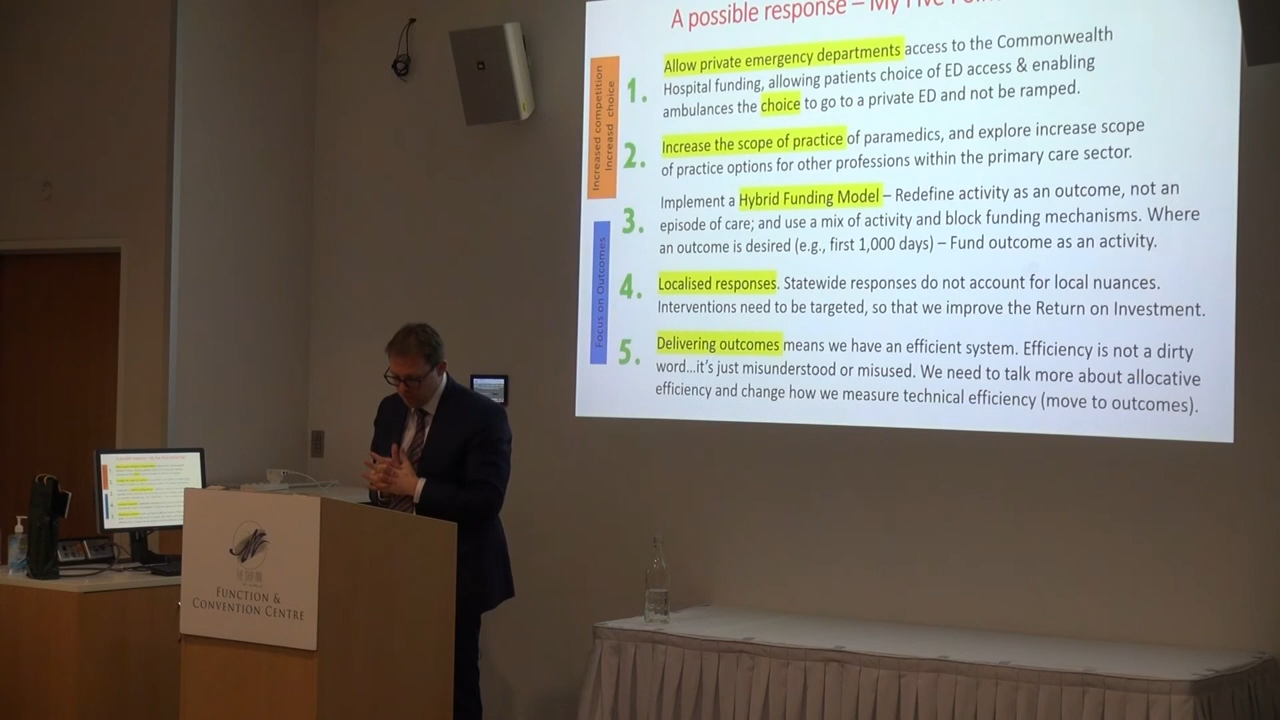 A possible response – My Five
Increased competition
Increasd choice
1. Allow private emergency departments access to the Commonwealth
Hospital funding, allowing patients choice of ED access & enabling
ambulances the choice to go to a private ED and not be ramped.
2. Increase the scope of practice of paramedics, and explore increase scope
of practice options for other professions within the primary care sector.
3. Implement a Hybrid Funding Model – Redefine activity as an outcome, not an
episode of care; and use a mix of activity and block funding mechanisms. Where
an outcome is desired (e.g., first 1,000 days) – Fund outcome as an activity.
Focus on Outcomes
4. Localised responses. Statewide responses do not account for local nuances.
Interventions need to be targeted, so that we improve the Return on Investment.
5. Delivering outcomes means we have an efficient system. Efficiency is not a dirty
word...it's just misunderstood or misused. We need to talk more about allocative
efficiency and change how we measure technical efficiency (move to outcomes).
FUNCTION &
CONVENTION CENTRE